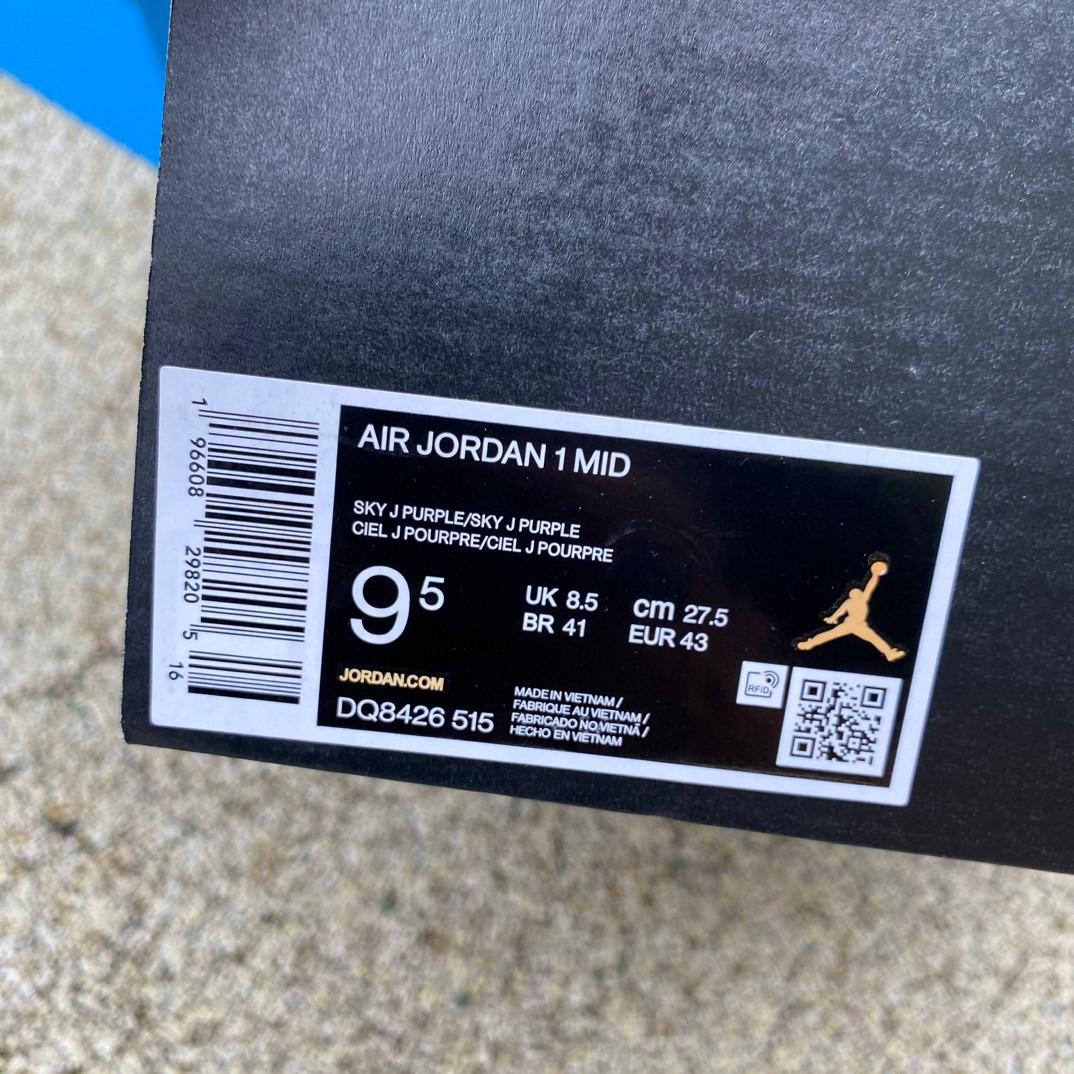 1 96608 29820 5 16
AIR JORDAN 1 MID
SKY J PURPLE/SKY J PURPLE
CIEL J POURPRE/CIEL J POURPRE
9 5
UK 8.5 cm 27.5
BR 41 EUR 43
JORDAN.COM
DQ8426 515
MADE IN VIETNAM /
FABRIQUE AU VIETNAM /
FABRICADO NO VIETNÃ /
HECHO EN VIETNAM
RFID